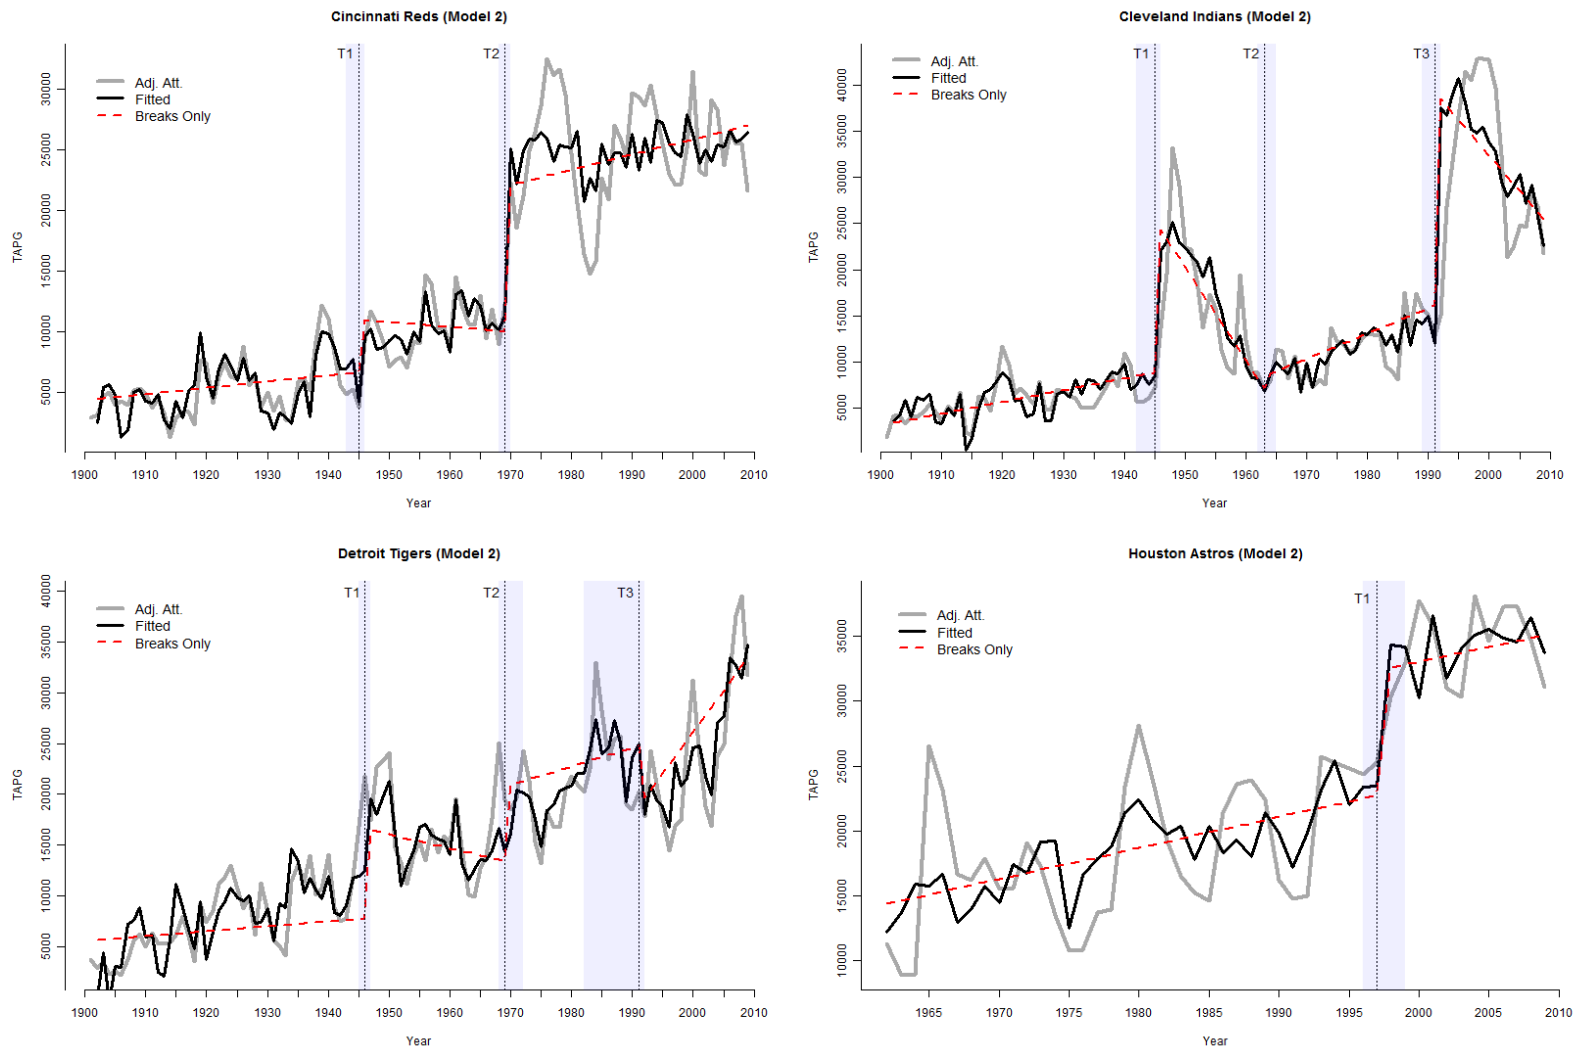 Cincinnati Reds (Model 2)
T1
T2
Adj. Att.
Fitted
Breaks Only
TAPG
30000
25000
20000
15000
10000
5000
1900 1910 1920 1930 1940 1950 1960 1970 1980 1990 2000 2010
Year
Cleveland Indians (Model 2)
T1
T2
T3
Adj. Att.
Fitted
Breaks Only
TAPG
40000
35000
30000
25000
20000
15000
10000
5000
1900 1910 1920 1930 1940 1950 1960 1970 1980 1990 2000 2010
Year
Detroit Tigers (Model 2)
T1
T2
T3
Adj. Att.
Fitted
Breaks Only
TAPG
40000
35000
30000
25000
20000
15000
10000
5000
1900 1910 1920 1930 1940 1950 1960 1970 1980 1990 2000 2010
Year
Houston Astros (Model 2)
T1
Adj. Att.
Fitted
Breaks Only
TAPG
35000
30000
25000
20000
15000
10000
1965 1970 1975 1980 1985 1990 1995 2000 2005 2010
Year